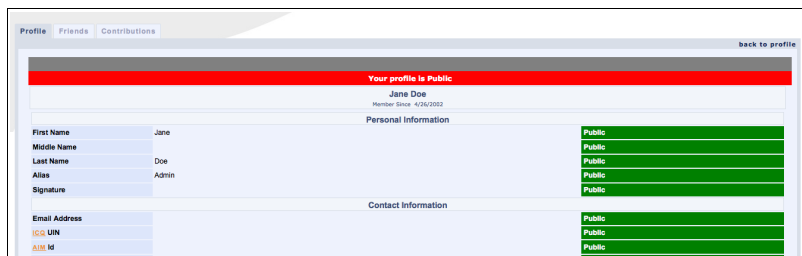 Profile Friends Contributions
back to profile
Your profile is Public
Jane Doe
Member Since 4/26/2002
Personal Information
First Name Jane Public
Middle Name Public
Last Name Doe Public
Alias Admin Public
Signature Public
Contact Information
Email Address Public
ICQ UIN Public
AIM Id Public